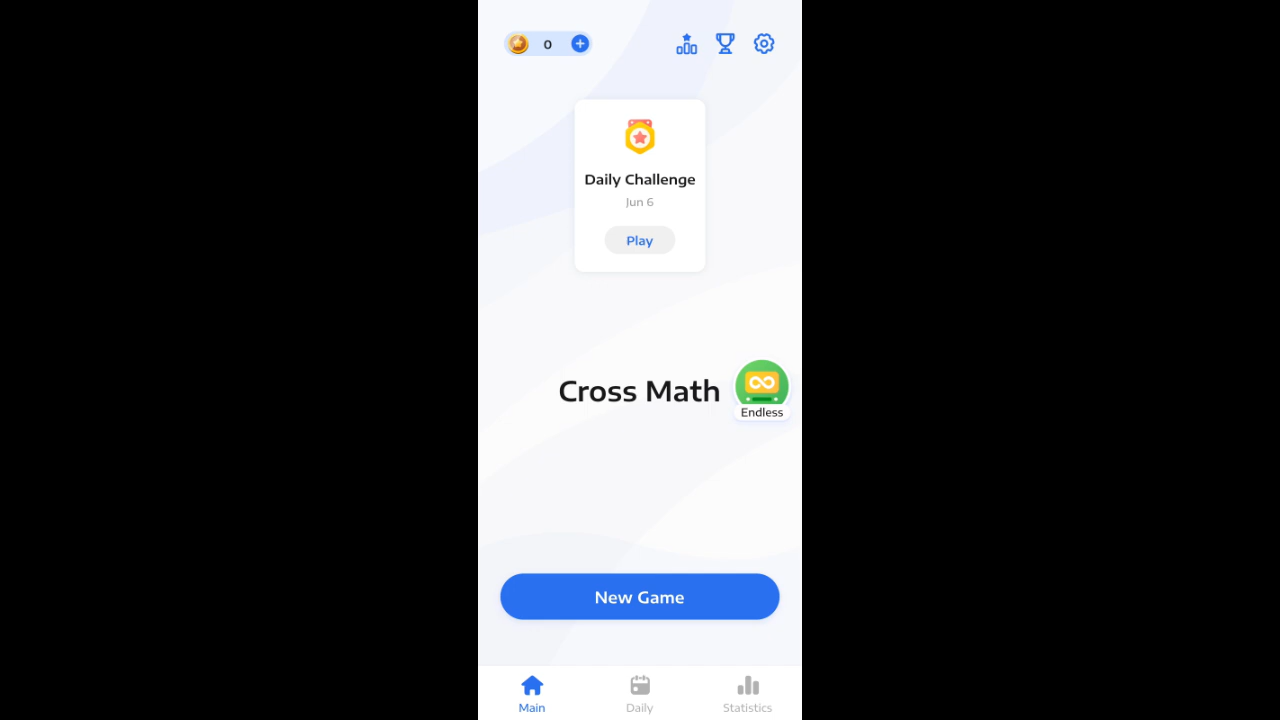 0
Daily Challenge
Jun 6
Play
Cross Math
Endless
New Game
Main
Daily
Statistics